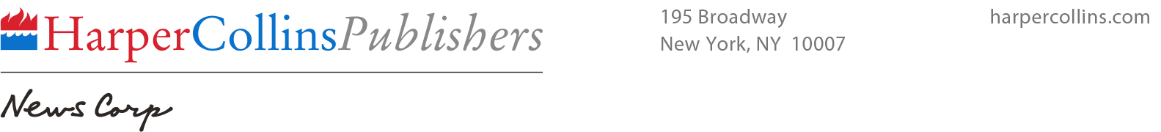 HarperCollinsPublishers
News Corp
195 Broadway
New York, NY 10007
harpercollins.com